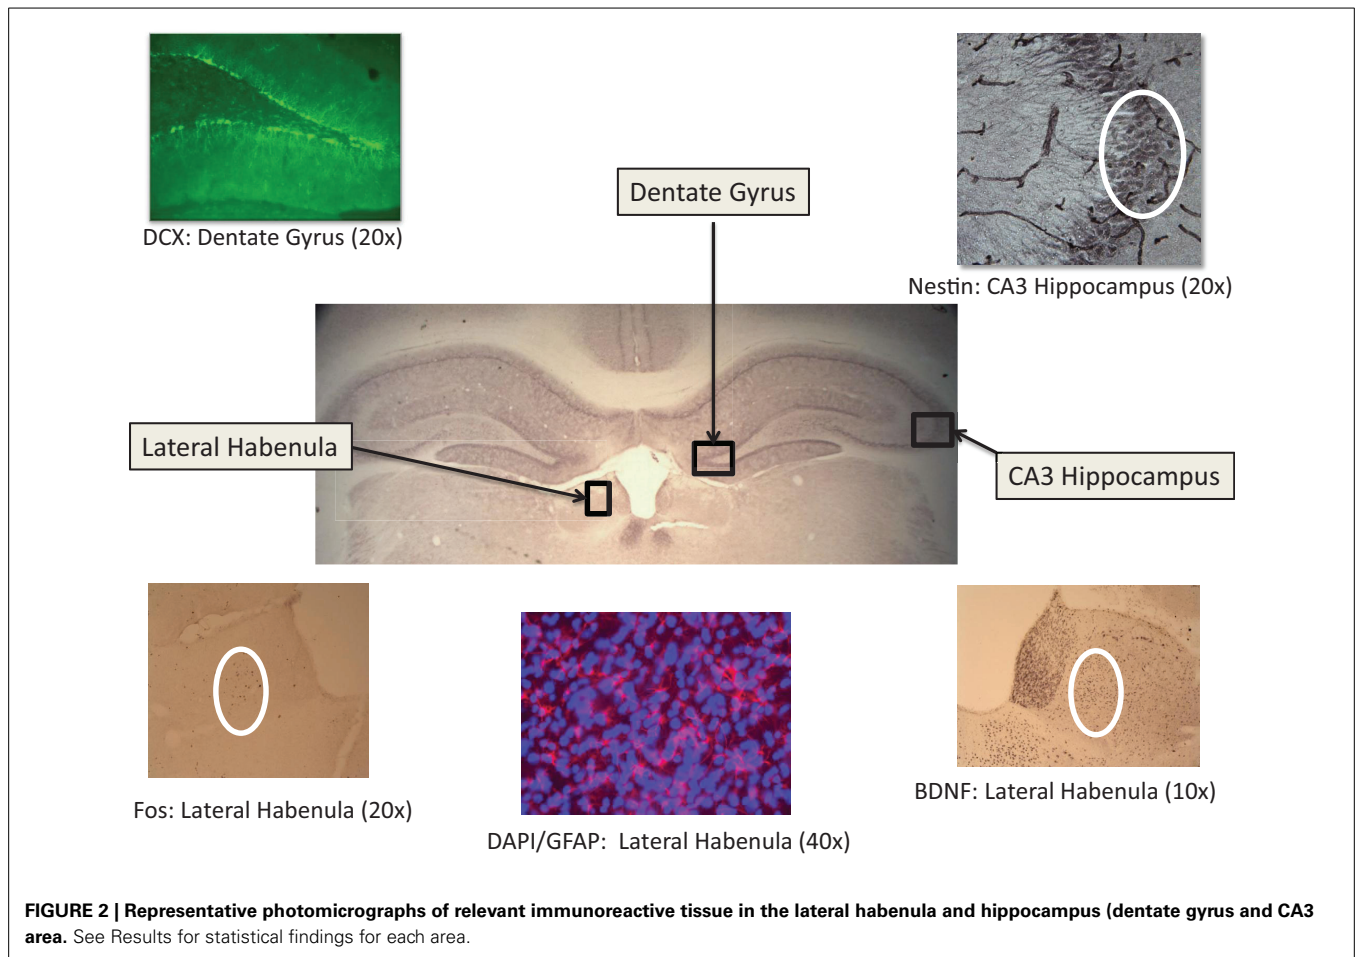 DCX: Dentate Gyrus (20x)
Dentate Gyrus
Nestin: CA3 Hippocampus (20x)
Lateral Habenula
CA3 Hippocampus
Fos: Lateral Habenula (20x)
DAPI/GFAP: Lateral Habenula (40x)
BDNF: Lateral Habenula (10x)
FIGURE 2 | Representative photomicrographs of relevant immunoreactive tissue in the lateral habenula and hippocampus (dentate gyrus and CA3
area. See Results for statistical findings for each area.